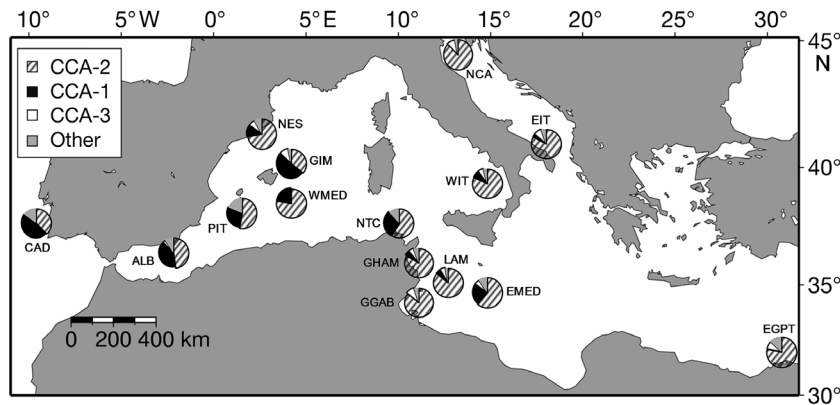 10° 5°W 0° 5°E 10° 15° 20° 25° 30°
45°
N
CCA-2
CCA-1
CCA-3
Other
NCA
NES
EIT
GIM
40°
WIT
WMED
PIT
NTC
CAD
ALB
GHAM
LAM
EMED
35°
GGAB
0 200 400 km
EGPT
30°